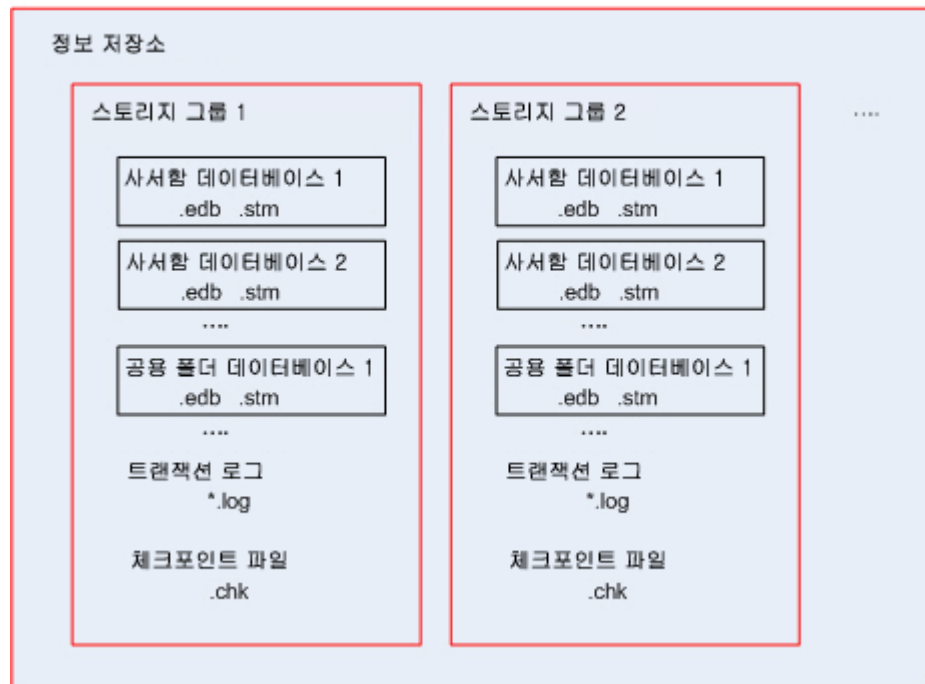 정보 저장소
스토리지 그룹 1
사서함 데이터베이스 1
.edb .stm
사서함 데이터베이스 2
.edb .stm
....
공용 폴더 데이터베이스 1
.edb .stm
....
트랜잭션 로그
*.log
체크포인트 파일
.chk
스토리지 그룹 2
사서함 데이터베이스 1
.edb .stm
사서함 데이터베이스 2
.edb .stm
....
공용 폴더 데이터베이스 1
.edb .stm
....
트랜잭션 로그
*.log
체크포인트 파일
.chk
....